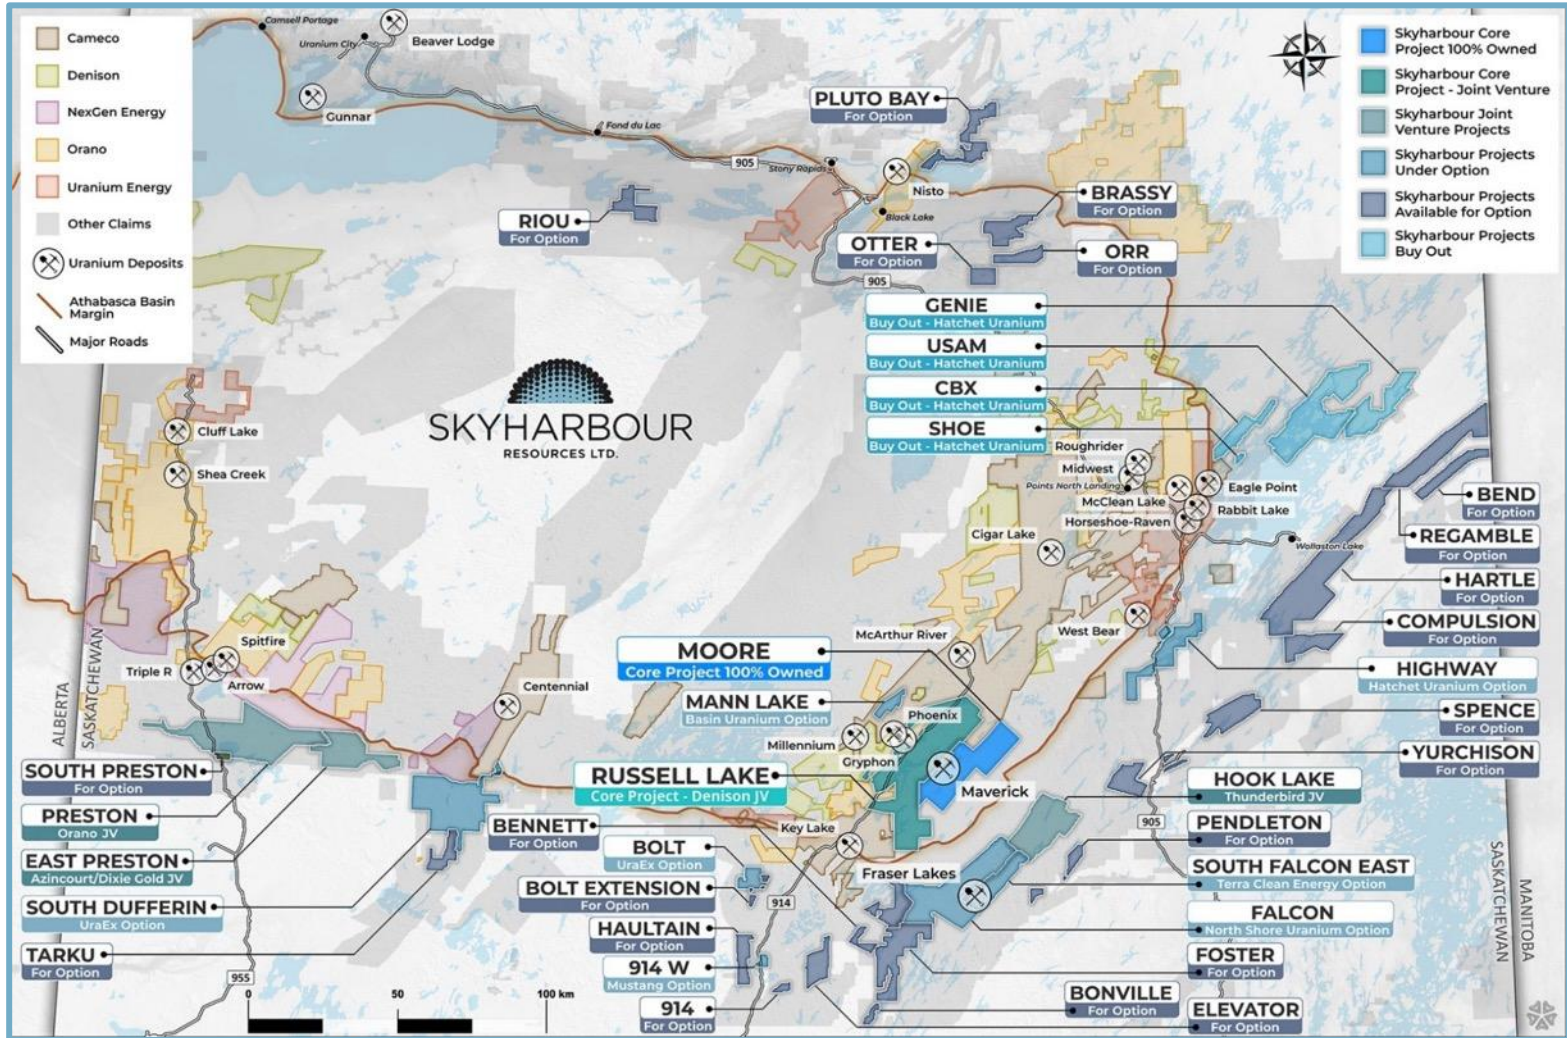 Cameco
Denison
NexGen Energy
Orano
Uranium Energy
Other Claims
Uranium Deposits
Athabasca Basin
Margin
Major Roads
Skyharbour Core
Project 100% Owned
Skyharbour Core
Project - Joint Venture
Skyharbour Joint
Venture Projects
Skyharbour Projects
Under Option
Skyharbour Projects
Available for Option
Skyharbour Projects
Buy Out
Camsell Portage
Uranium City
Beaver Lodge
Gunnar
Fond du Lac
905
Stony Rapids
PLUTO BAY
For Option
Nisto
Black Lake
RIOU
For Option
BRASSY
For Option
OTTER
For Option
ORR
For Option
905
GENIE
Buy Out - Hatchet Uranium
USAM
Buy Out - Hatchet Uranium
CBX
Buy Out - Hatchet Uranium
SHOE
Buy Out - Hatchet Uranium
SKYHARBOUR
RESOURCES LTD.
Cluff Lake
Shea Creek
Roughrider
Midwest
Points North Landing
McClean Lake
Horseshoe-Raven
Eagle Point
Rabbit Lake
Cigar Lake
Wollaston Lake
BEND
For Option
REGAMBLE
For Option
HARTLE
For Option
COMPULSION
For Option
HIGHWAY
Hatchet Uranium Option
SPENCE
For Option
YURCHISON
For Option
West Bear
McArthur River
Spitfire
Triple R
Arrow
ALBERTA
SASKATCHEWAN
Centennial
MOORE
Core Project 100% Owned
MANN LAKE
Basin Uranium Option
Phoenix
Millennium
Gryphon
RUSSELL LAKE
Core Project - Denison JV
Maverick
SOUTH PRESTON
For Option
PRESTON
Orano JV
EAST PRESTON
Azincourt/Dixie Gold JV
SOUTH DUFFERIN
UraEx Option
TARKU
For Option
955
BENNETT
For Option
BOLT
UraEx Option
BOLT EXTENSION
For Option
HAULTAIN
For Option
914 W
Mustang Option
914
For Option
Key Lake
914
Fraser Lakes
HOOK LAKE
Thunderbird JV
905
PENDLETON
For Option
SOUTH FALCON EAST
Terra Clean Energy Option
FALCON
North Shore Uranium Option
FOSTER
For Option
BONVILLE
For Option
ELEVATOR
For Option
SASKATCHEWAN
MANITOBA
0
50
100 km